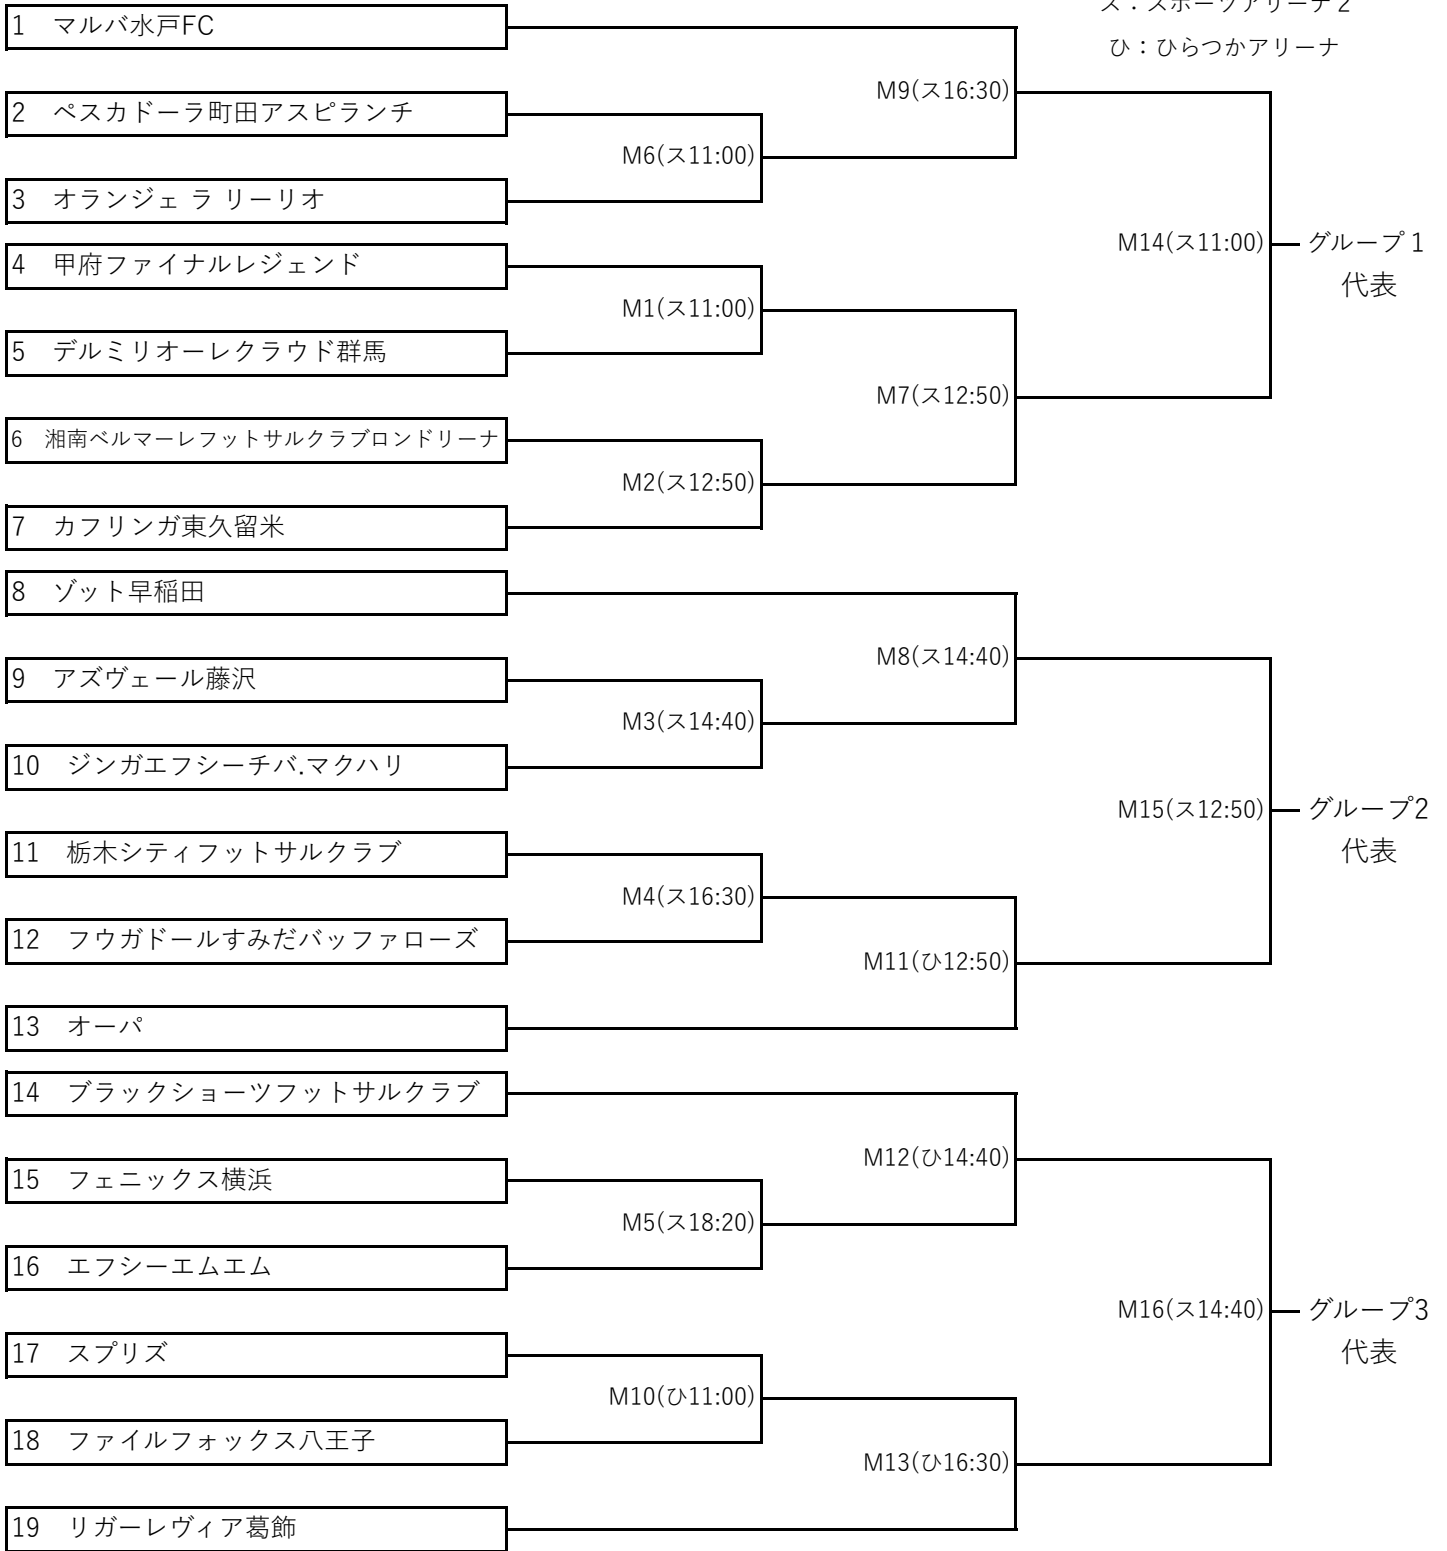 ス：スポーツアリーナ２
ひ：ひらつかアリーナ
1 マルバ水戸FC
M9(ス16:30)
2 ペスカドーラ町田アスピランチ
M6(ス11:00)
3 オランジェ ラ リーリオ
M14(ス11:00)
グループ１
代表
4 甲府ファイナルレジェンド
M1(ス11:00)
5 デルミリオーレクラウド群馬
M7(ス12:50)
6 湘南ベルマーレフットサルクラブロンドリーナ
M2(ス12:50)
7 カフリンガ東久留米
8 ゾット早稲田
M8(ス14:40)
9 アズヴェール藤沢
M3(ス14:40)
10 ジンガエフシーチバ.マクハリ
M15(ス12:50)
グループ2
代表
11 栃木シティフットサルクラブ
M4(ス16:30)
12 フウガドールすみだバッファローズ
M11(ひ12:50)
13 オーパ
14 ブラックショーツフットサルクラブ
M12(ひ14:40)
15 フェニックス横浜
M5(ス18:20)
16 エフシーエムエム
M16(ス14:40)
グループ3
代表
17 スプリズ
M10(ひ11:00)
18 ファイルフォックス八王子
M13(ひ16:30)
19 リガーレヴィア葛飾